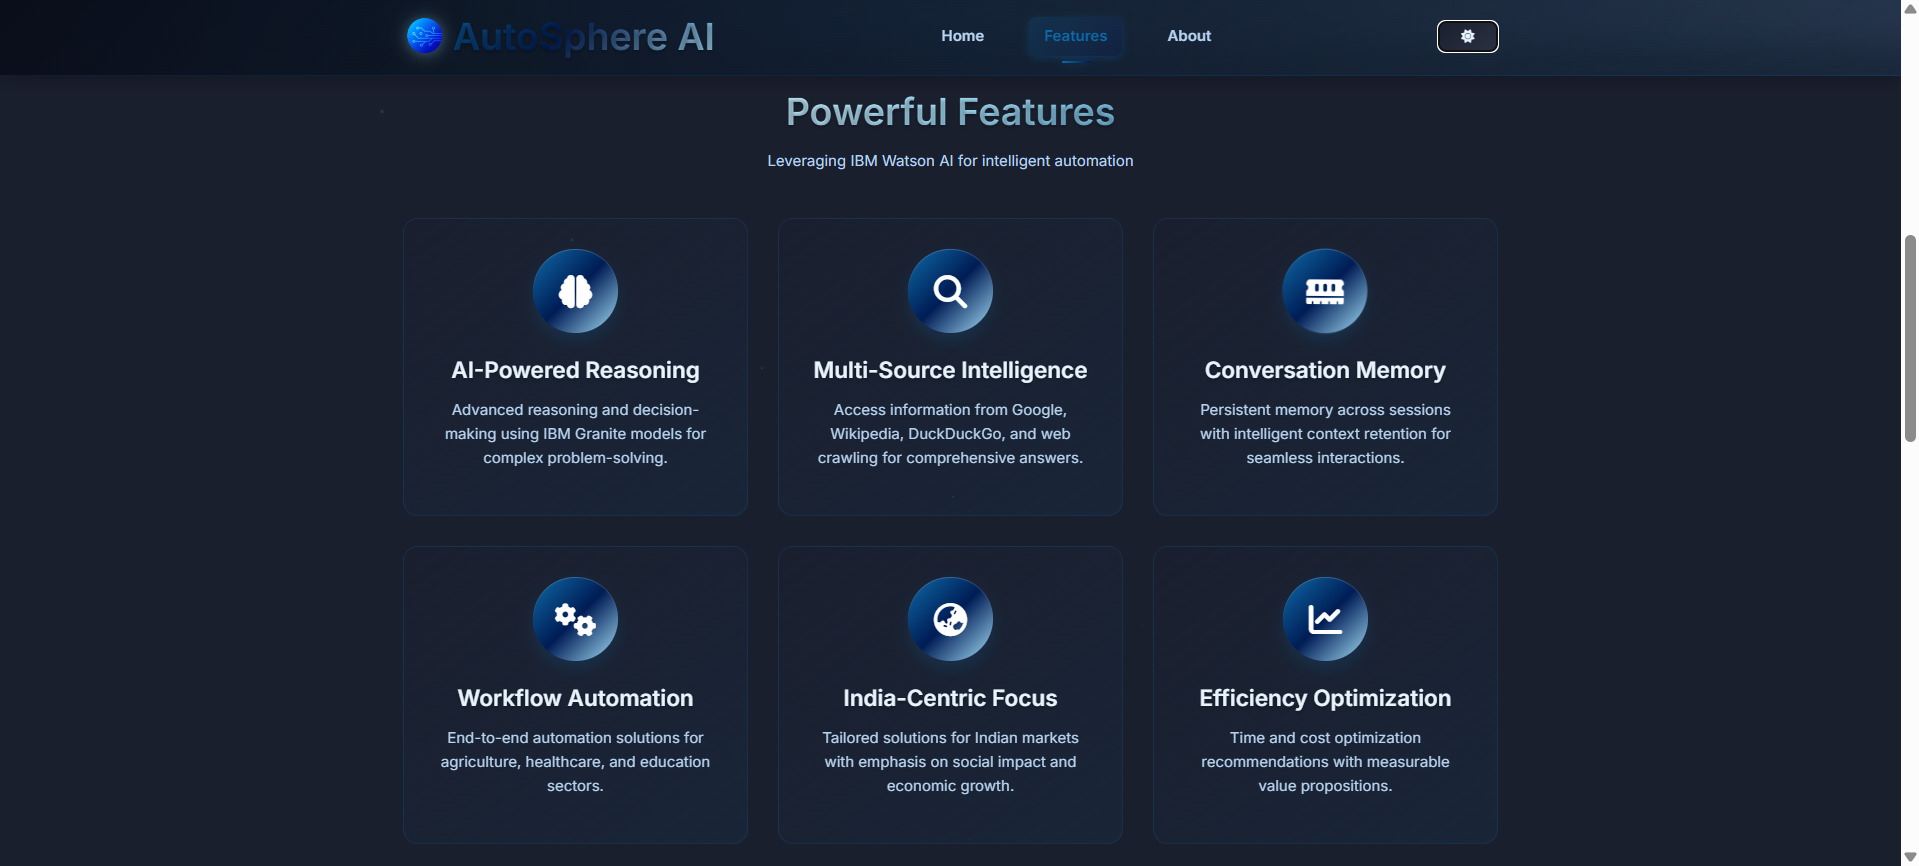 AutoSphere AI
Home
Features
About
Powerful Features
Leveraging IBM Watson AI for intelligent automation
AI-Powered Reasoning
Advanced reasoning and decision-
making using IBM Granite models for
complex problem-solving.
Multi-Source Intelligence
Access information from Google,
Wikipedia, DuckDuckGo, and web
crawling for comprehensive answers.
Conversation Memory
Persistent memory across sessions
with intelligent context retention for
seamless interactions.
Workflow Automation
End-to-end automation solutions for
agriculture, healthcare, and education
sectors.
India-Centric Focus
Tailored solutions for Indian markets
with emphasis on social impact and
economic growth.
Efficiency Optimization
Time and cost optimization
recommendations with measurable
value propositions.